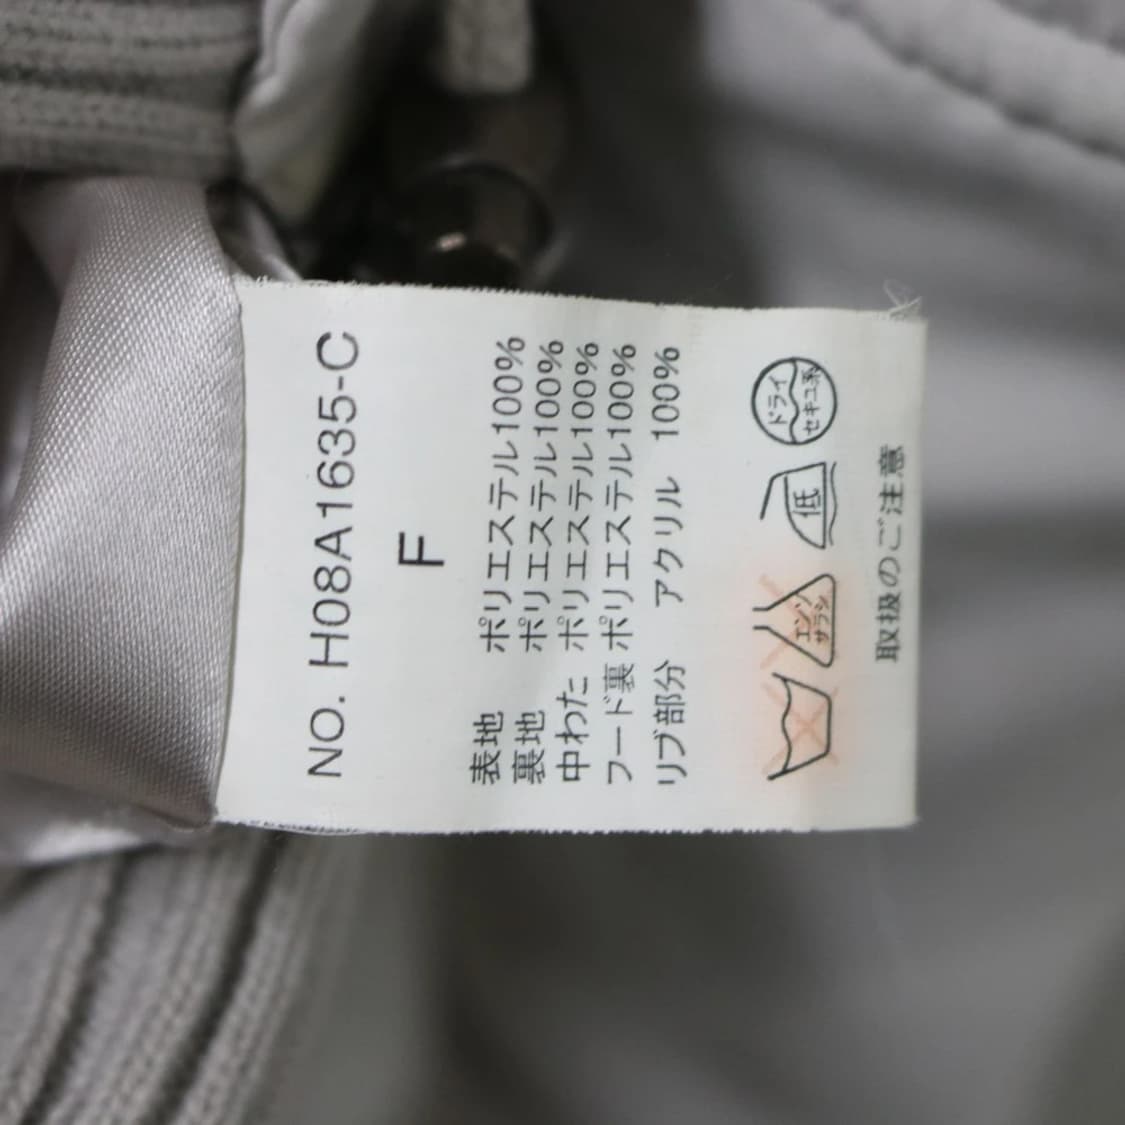 NO. H08A1635-C
F
表地 ポリエステル100%
裏地 ポリエステル100%
中わた ポリエステル100%
フード裏 ポリエステル100%
リブ部分 アクリル 100%
エンソ
サラシ
低
ドライ
セキユ系
取扱のご注意